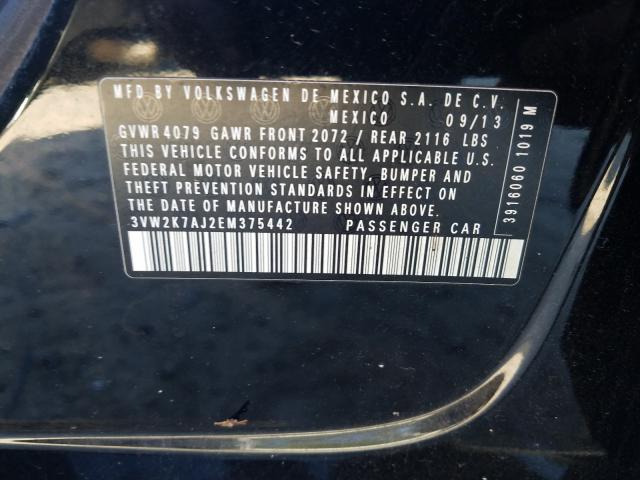 MFD BY VOLKSWAGEN DE MEXICO S.A. DE C.V.
MEXICO 09/13
GVWR 4079 GAWR FRONT 2072 / REAR 2116 LBS
THIS VEHICLE CONFORMS TO ALL APPLICABLE U.S.
FEDERAL MOTOR VEHICLE SAFETY, BUMPER AND
THEFT PREVENTION STANDARDS IN EFFECT ON
THE DATE OF MANUFACTURE SHOWN ABOVE.
3VW2K7AJ2EM375442 PASSENGER CAR
3916060 1019 M